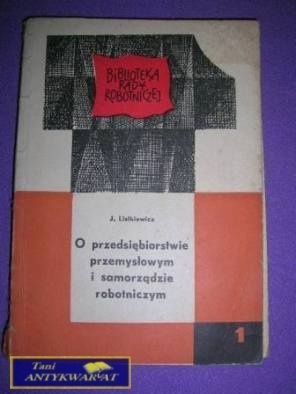 BIBLIOTEKA
RADY
ROBOTNICZEJ
J. Lisikiewicz
O przedsiębiorstwie
przemysłowym
i samorządzie
robotniczym
1
Tani
ANTYKWARIAT